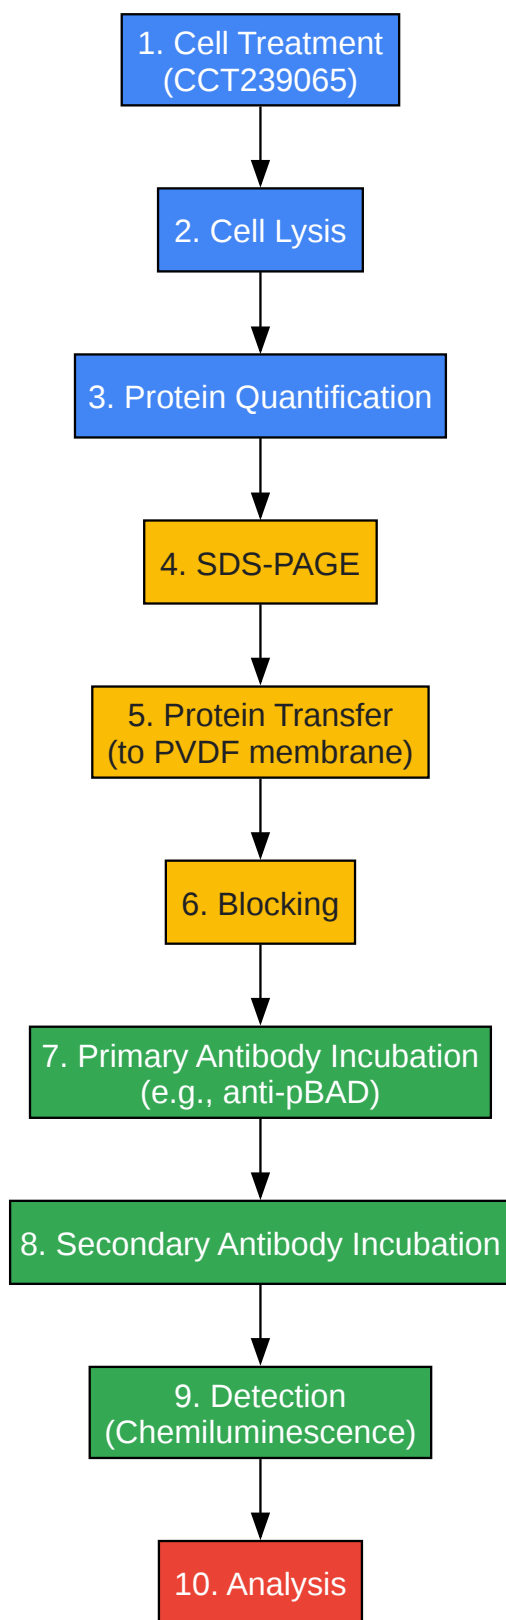 1. Cell Treatment
(CCT239065)
2. Cell Lysis
3. Protein Quantification
4. SDS-PAGE
5. Protein Transfer
(to PVDF membrane)
6. Blocking
7. Primary Antibody Incubation
(e.g., anti-pBAD)
8. Secondary Antibody Incubation
9. Detection
(Chemiluminescence)
10. Analysis